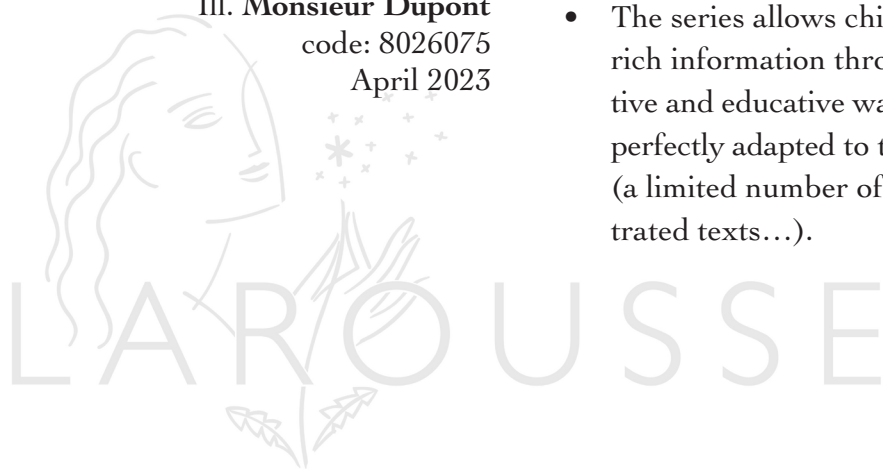 Ill. Monsieur Dupont
code: 8026075
April 2023
• The series allows chi
rich information thro
tive and educative wa
perfectly adapted to t
(a limited number of
trated texts…).
LAROUSSE